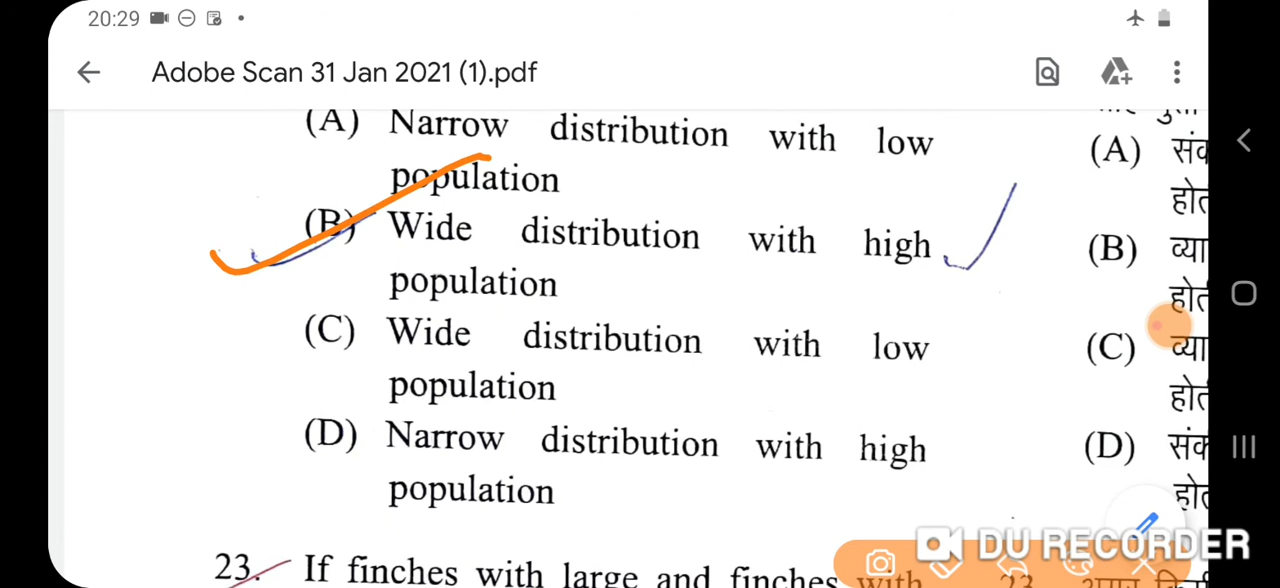 20:29
Adobe Scan 31 Jan 2021 (1).pdf
(A) Narrow distribution with low
population
(B) Wide distribution with high
population
(C) Wide distribution with low
population
(D) Narrow distribution with high
population
23. If finches with large and finches with
(A) संक
होत
(B) व्या
होती
(C) व्या
होत
(D) संक
होत
23
DU RECORDER